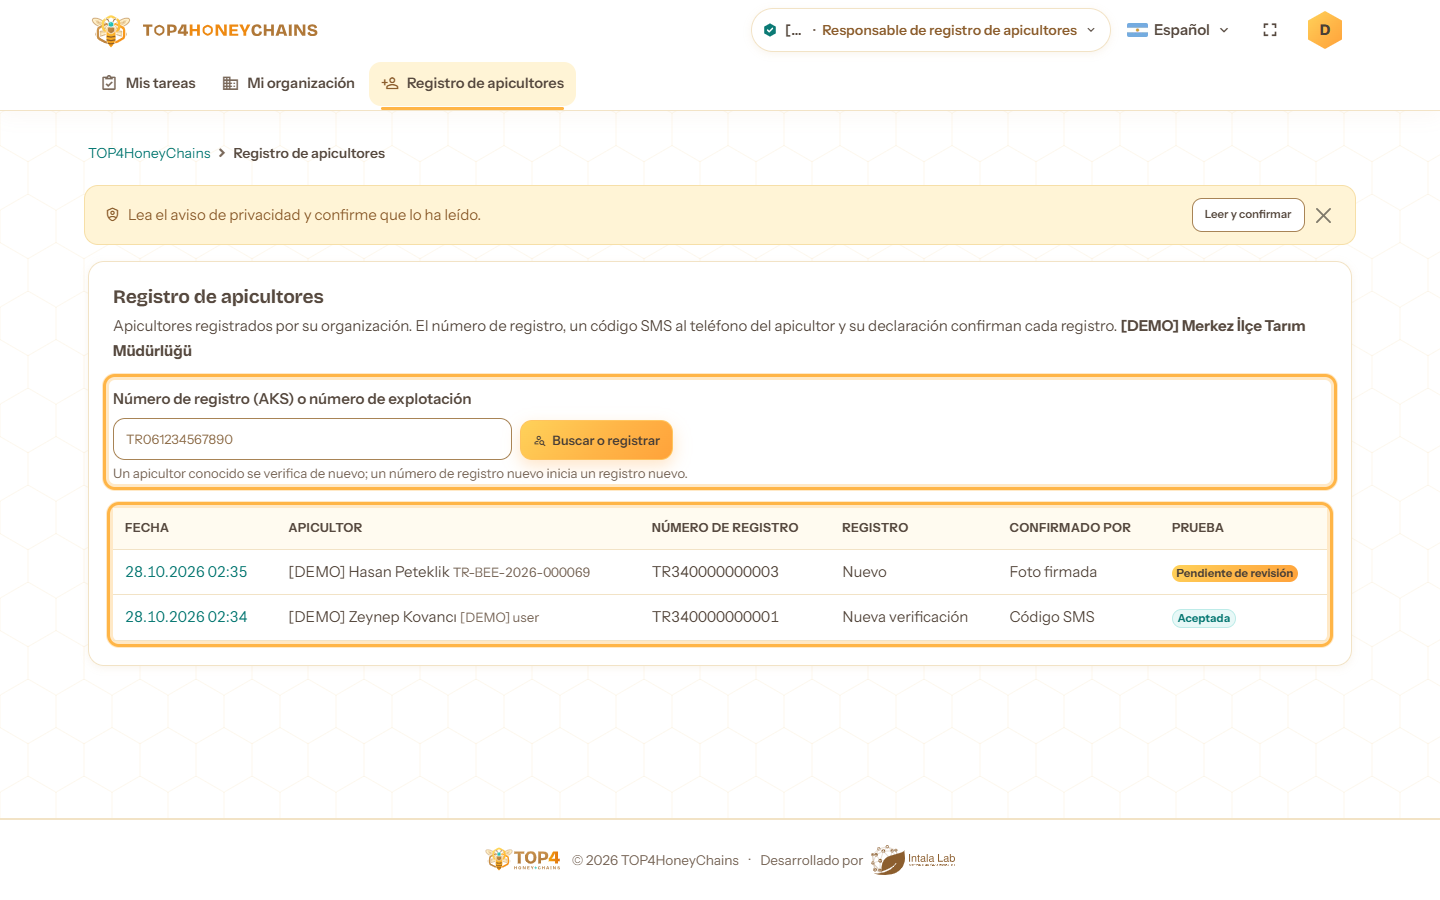 TOP4HONEYCHAINS
[... · Responsable de registro de apicultores
Español
D
Mis tareas
Mi organización
Registro de apicultores
TOP4HoneyChains > Registro de apicultores
Lea el aviso de privacidad y confirme que lo ha leído.
Leer y confirmar
Registro de apicultores
Apicultores registrados por su organización. El número de registro, un código SMS al teléfono del apicultor y su declaración confirman cada registro. [DEMO] Merkez İlçe Tarım
Müdürlüğü
Número de registro (AKS) o número de explotación
TR061234567890
Buscar o registrar
Un apicultor conocido se verifica de nuevo; un número de registro nuevo inicia un registro nuevo.
FECHA APICULTOR NÚMERO DE REGISTRO REGISTRO CONFIRMADO POR PRUEBA
28.10.2026 02:35 [DEMO] Hasan Peteklik TR-BEE-2026-000069 TR340000000003 Nuevo Foto firmada Pendiente de revisión
28.10.2026 02:34 [DEMO] Zeynep Kovancı [DEMO] user TR340000000001 Nueva verificación Código SMS Aceptada
TOP4
HONEYCHAINS
© 2026 TOP4HoneyChains · Desarrollado por
Intala Lab